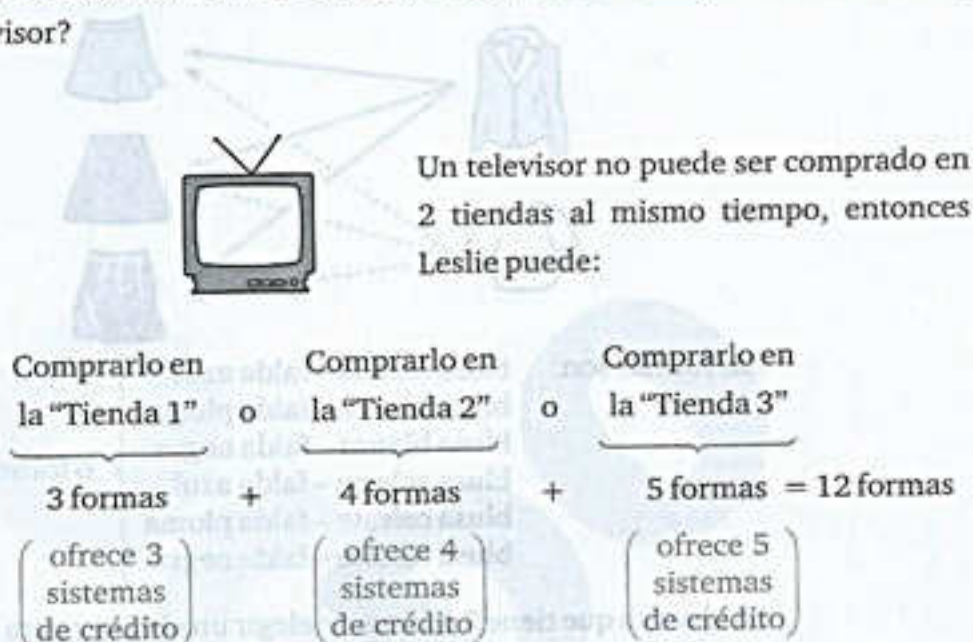 visor?
Un televisor no puede ser comprado en
2 tiendas al mismo tiempo, entonces
Leslie puede:
Comprarlo en Comprarlo en Comprarlo en
la “Tienda 1” o la “Tienda 2” o la “Tienda 3”
3 formas + 4 formas + 5 formas = 12 formas
ofrece 3 ofrece 4 ofrece 5
sistemas sistemas sistemas
de crédito de crédito de crédito